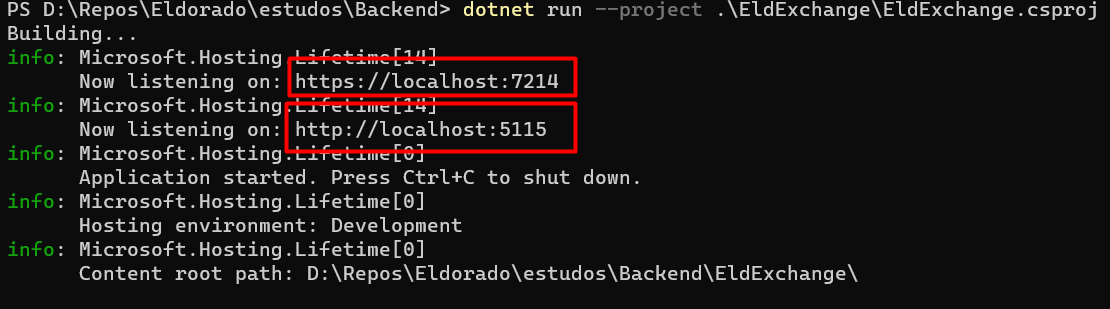 PS D:\Repos\Eldorado\estudos\Backend> dotnet run --project .\EldExchange\EldExchange.csproj
Building...
info: Microsoft.Hosting.Lifetime[14]
      Now listening on: https://localhost:7214
info: Microsoft.Hosting.Lifetime[14]
      Now listening on: http://localhost:5115
info: Microsoft.Hosting.Lifetime[0]
      Application started. Press Ctrl+C to shut down.
info: Microsoft.Hosting.Lifetime[0]
      Hosting environment: Development
info: Microsoft.Hosting.Lifetime[0]
      Content root path: D:\Repos\Eldorado\estudos\Backend\EldExchange\